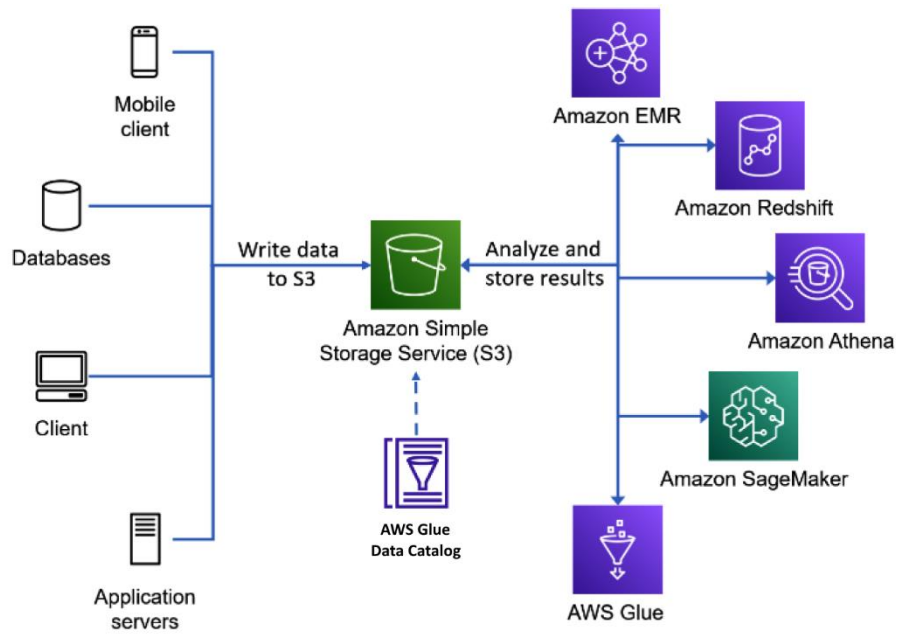 Mobile
client
Databases
Client
Application
servers
Write data
to S3
Amazon Simple
Storage Service (S3)
AWS Glue
Data Catalog
Analyze and
store results
Amazon EMR
Amazon Redshift
Amazon Athena
Amazon SageMaker
AWS Glue